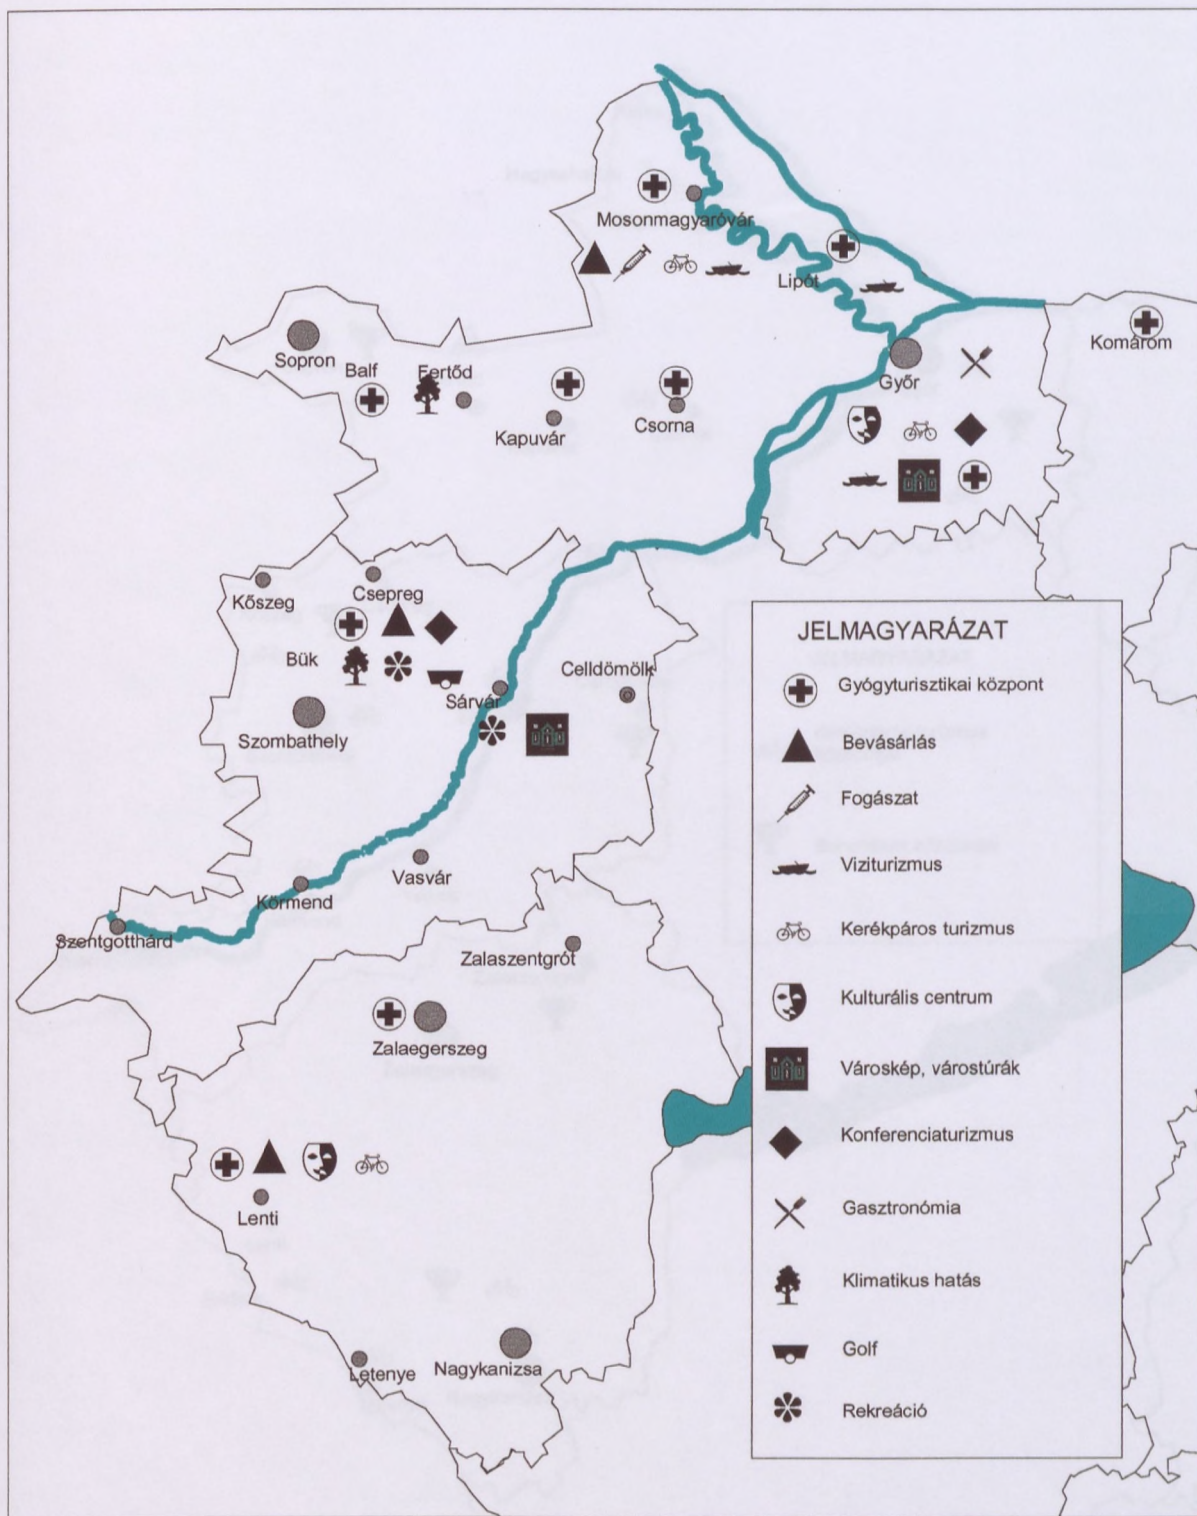 Mosonmagyaróvár
Lipót
Komárom
Sopron
Balf
Fertőd
Győr
Kapuvár
Csorna
Kőszeg
Csepreg
Bük
Celldömölk
Sárvár
Szombathely
Vasvár
Körmend
Szentgotthárd
Zalaszentgrót
Zalaegerszeg
Lenti
Letenye
Nagykanizsa
JELMAGYARÁZAT
Gyógyturisztikai központ
Bevásárlás
Fogászat
Viziturizmus
Kerékpáros turizmus
Kulturális centrum
Városkép, várostúrák
Konferenciaturizmus
Gasztronómia
Klimatikus hatás
Golf
Rekreáció